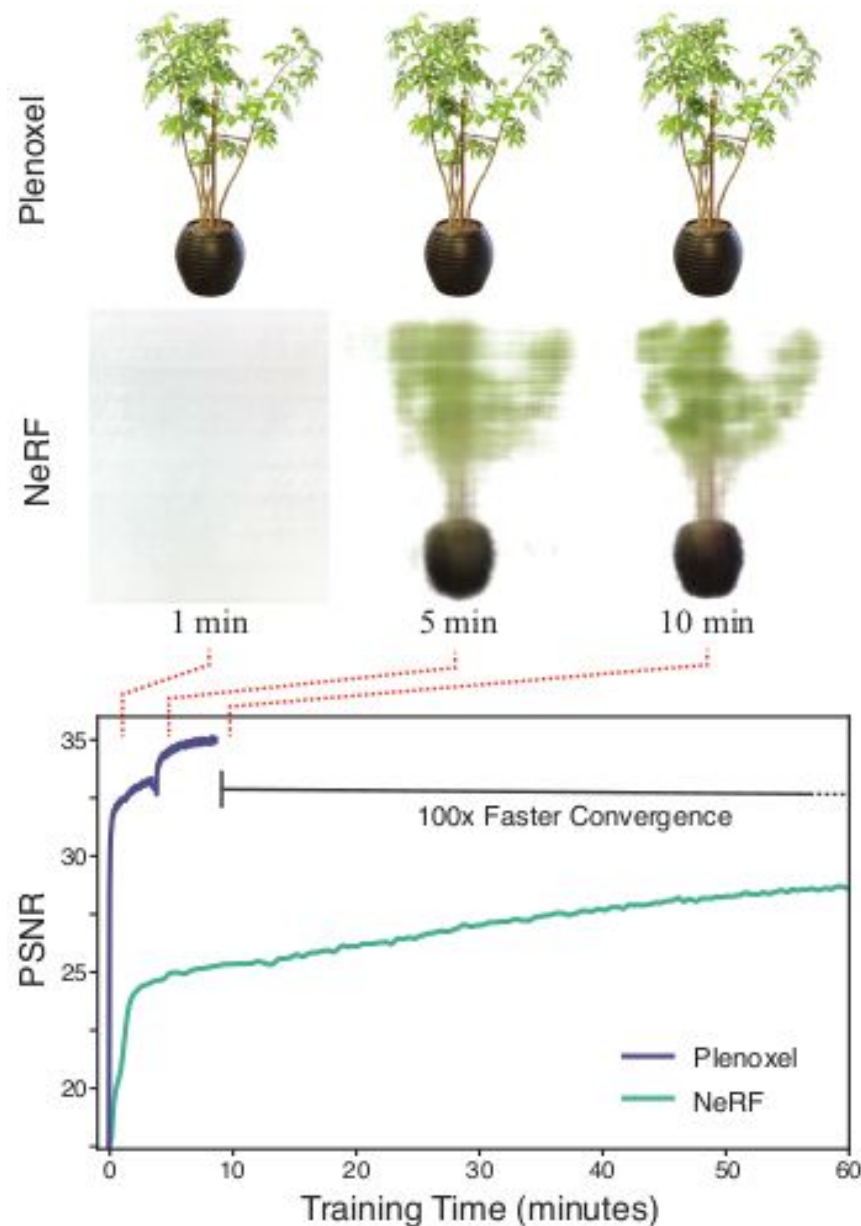 Plenoxel
NeRF
1 min 5 min 10 min
35
30
25
20
PSNR
100x Faster Convergence
Plenoxel
NeRF
0 10 20 30 40 50 60
Training Time (minutes)